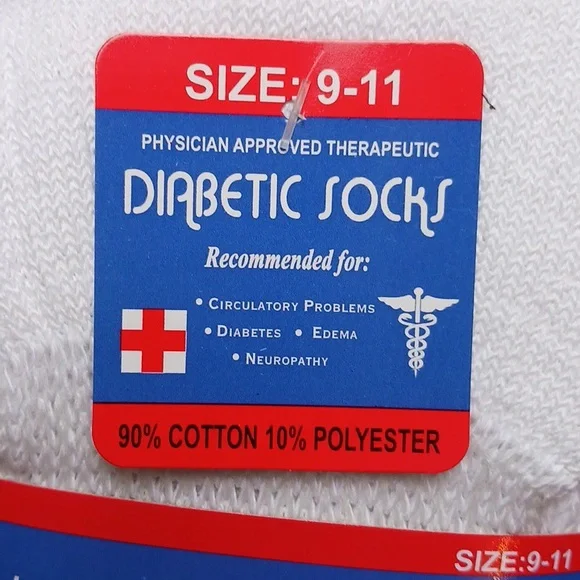 SIZE: 9-11
PHYSICIAN APPROVED THERAPEUTIC
DIABETIC SOCKS
Recommended for:
• CIRCULATORY PROBLEMS
• DIABETES • EDEMA
• NEUROPATHY
90% COTTON 10% POLYESTER
SIZE:9-11